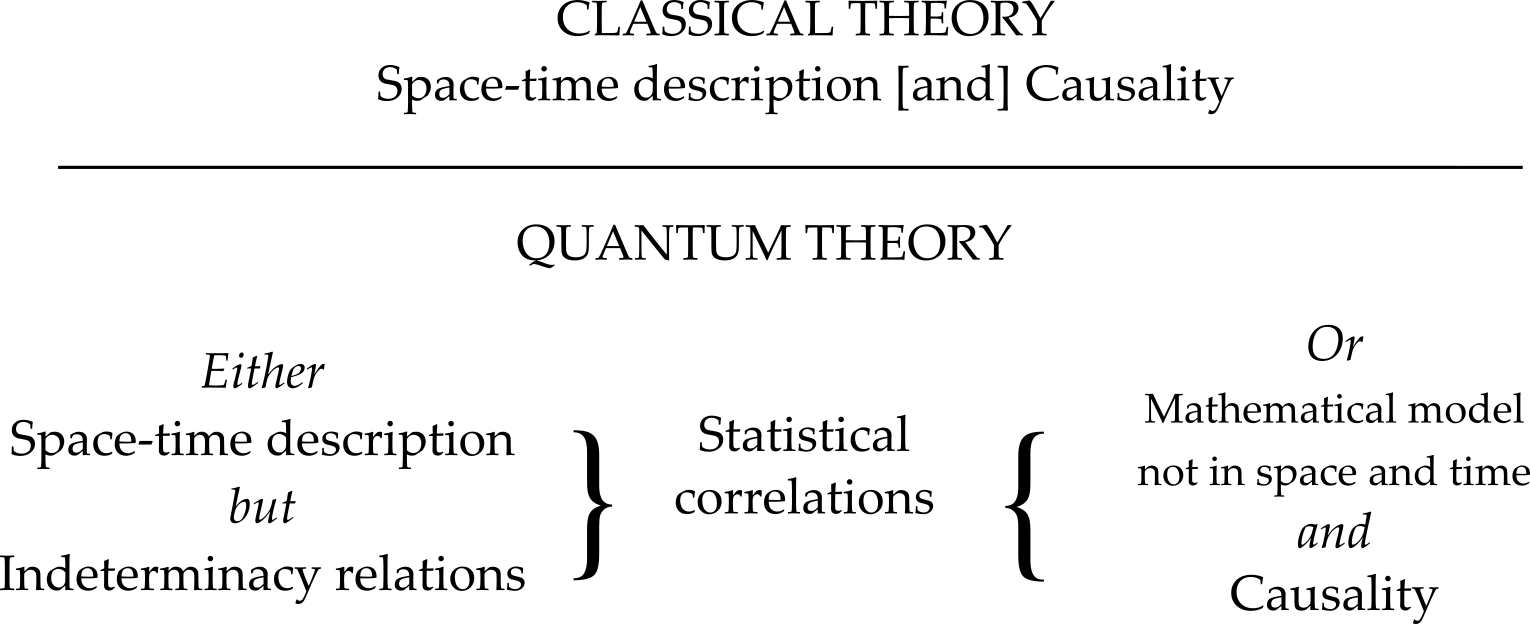 CLASSICAL THEORY
Space-time description [and] Causality
QUANTUM THEORY
Either
Space-time description
but
Indeterminacy relations
}
Statistical
correlations
{
Or
Mathematical model
not in space and time
and
Causality